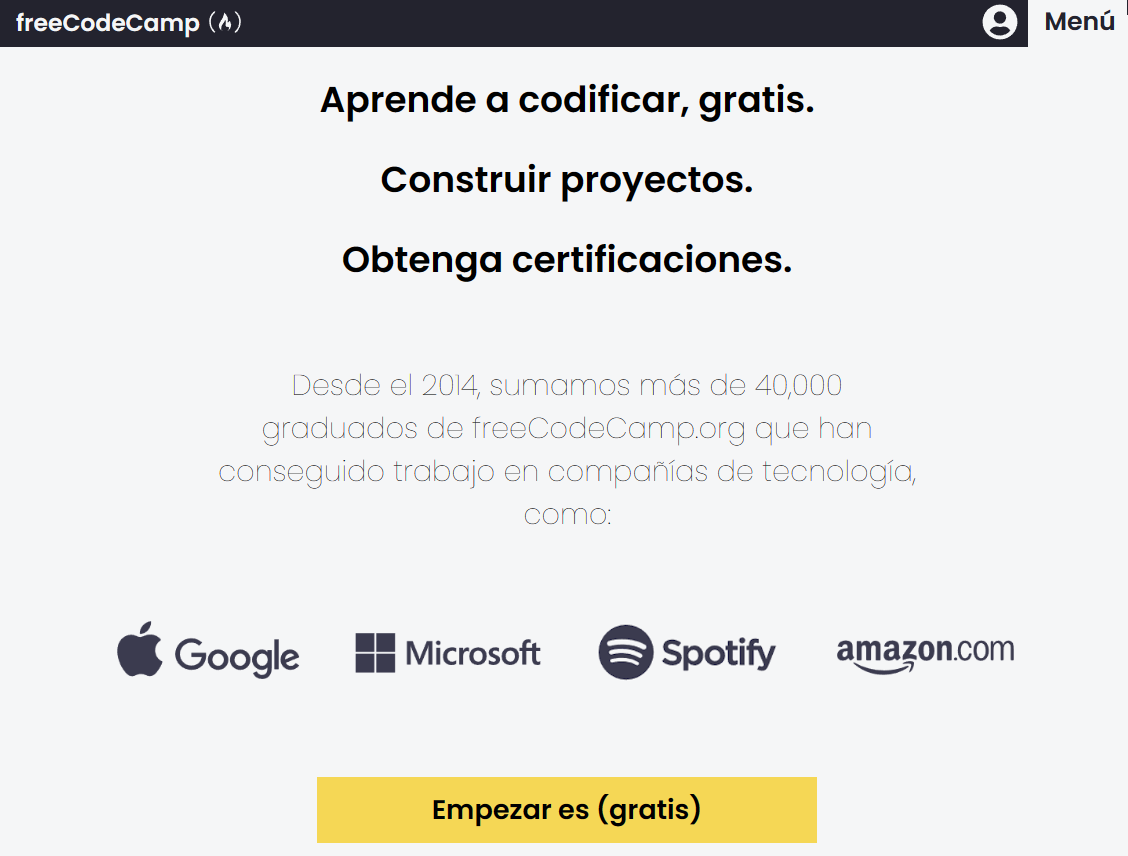 freeCodeCamp
Menú
Aprende a codificar, gratis.
Construir proyectos.
Obtenga certificaciones.
Desde el 2014, sumamos más de 40,000
graduados de freeCodeCamp.org que han
conseguido trabajo en compañías de tecnología,
como:
Google Microsoft Spotify amazon.com
Empezar es (gratis)